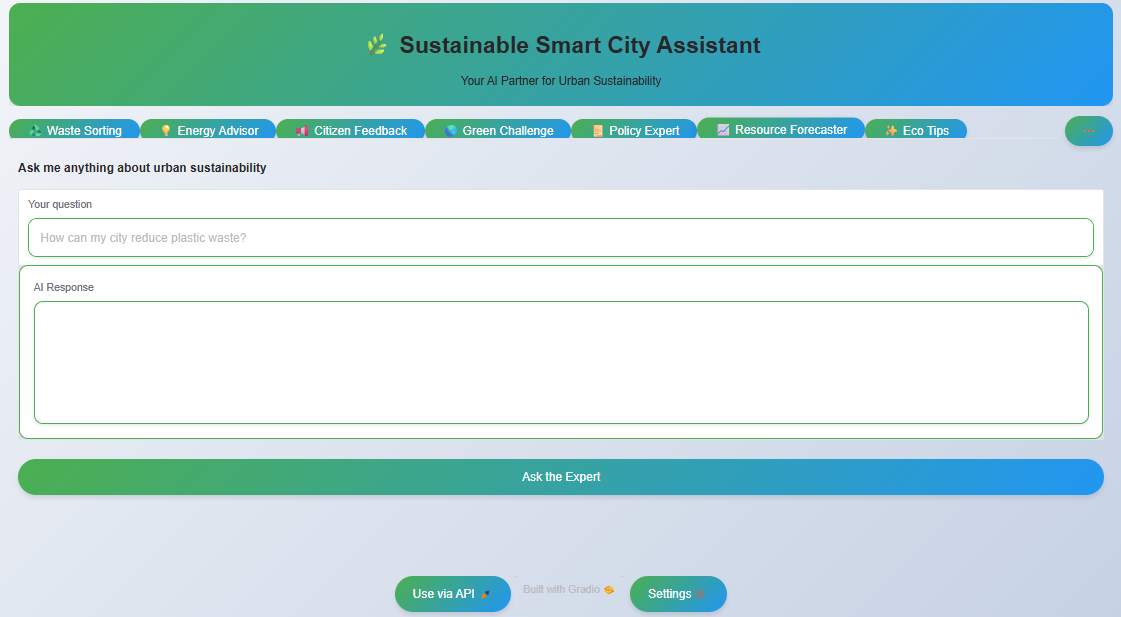 🌿 Sustainable Smart City Assistant
Your AI Partner for Urban Sustainability
♻️ Waste Sorting 💡 Energy Advisor 📢 Citizen Feedback 🌎 Green Challenge 📜 Policy Expert 📈 Resource Forecaster ✨ Eco Tips ...
Ask me anything about urban sustainability
Your question
How can my city reduce plastic waste?
AI Response
Ask the Expert
Use via API 🚀 · Built with Gradio · Settings